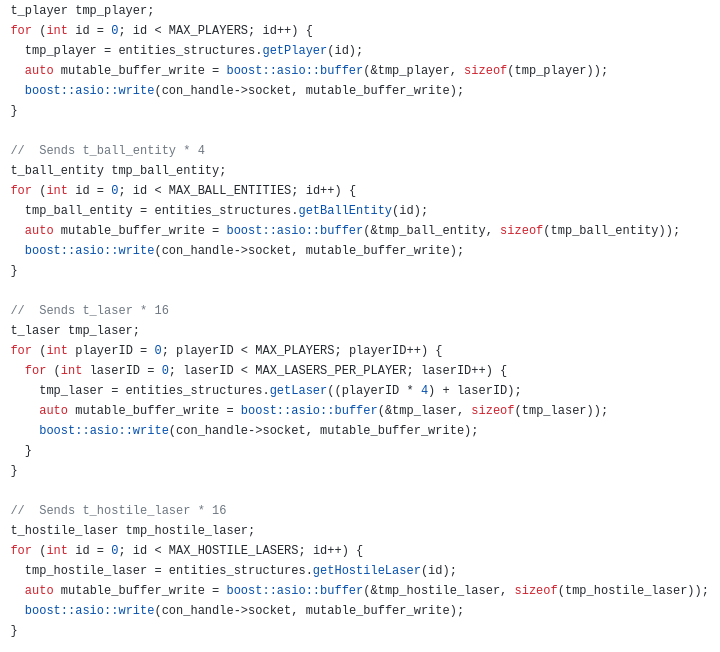 t_player tmp_player;
for (int id = 0; id < MAX_PLAYERS; id++) {
  tmp_player = entities_structures.getPlayer(id);
  auto mutable_buffer_write = boost::asio::buffer(&tmp_player, sizeof(tmp_player));
  boost::asio::write(con_handle->socket, mutable_buffer_write);
}

//  Sends t_ball_entity * 4
t_ball_entity tmp_ball_entity;
for (int id = 0; id < MAX_BALL_ENTITIES; id++) {
  tmp_ball_entity = entities_structures.getBallEntity(id);
  auto mutable_buffer_write = boost::asio::buffer(&tmp_ball_entity, sizeof(tmp_ball_entity));
  boost::asio::write(con_handle->socket, mutable_buffer_write);
}

//  Sends t_laser * 16
t_laser tmp_laser;
for (int playerID = 0; playerID < MAX_PLAYERS; playerID++) {
  for (int laserID = 0; laserID < MAX_LASERS_PER_PLAYER; laserID++) {
    tmp_laser = entities_structures.getLaser((playerID * 4) + laserID);
    auto mutable_buffer_write = boost::asio::buffer(&tmp_laser, sizeof(tmp_laser));
    boost::asio::write(con_handle->socket, mutable_buffer_write);
  }
}

//  Sends t_hostile_laser * 16
t_hostile_laser tmp_hostile_laser;
for (int id = 0; id < MAX_HOSTILE_LASERS; id++) {
  tmp_hostile_laser = entities_structures.getHostileLaser(id);
  auto mutable_buffer_write = boost::asio::buffer(&tmp_hostile_laser, sizeof(tmp_hostile_laser));
  boost::asio::write(con_handle->socket, mutable_buffer_write);
}